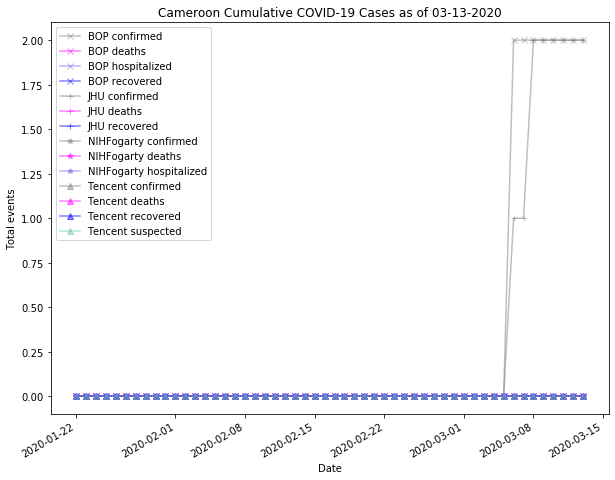 Cameroon Cumulative COVID-19 Cases as of 03-13-2020
2.00
1.75
1.50
1.25
1.00
0.75
0.50
0.25
0.00
Total events
BOP confirmed
BOP deaths
BOP hospitalized
BOP recovered
JHU confirmed
JHU deaths
JHU recovered
NIHFogarty confirmed
NIHFogarty deaths
NIHFogarty hospitalized
Tencent confirmed
Tencent deaths
Tencent recovered
Tencent suspected
2020-01-22
2020-02-01
2020-02-08
2020-02-15
2020-02-22
2020-03-01
2020-03-08
2020-03-15
Date